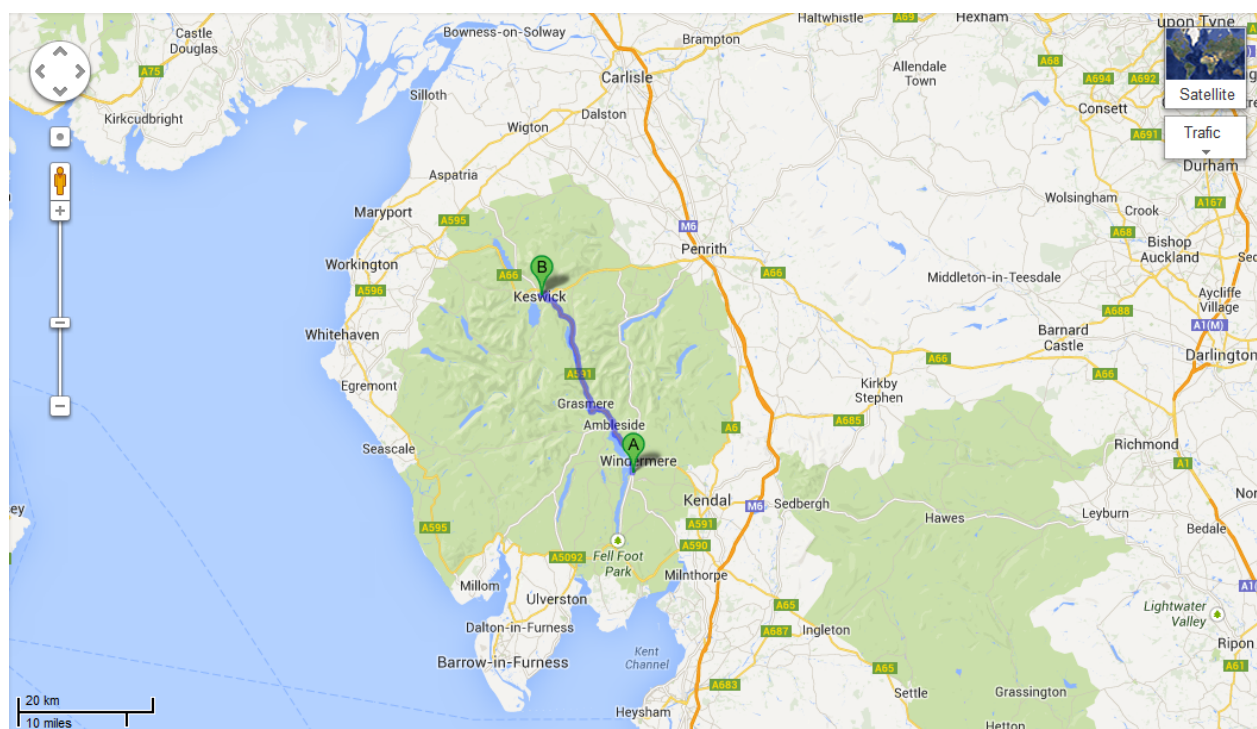 Castle
Douglas
Bowness-on-Solway
Brampton
Haltwhistle
A69
Hexham
upon Tyne
A75
Carlisle
Allendale
Town
A68
A694
A692
Satellite
Kirkcudbright
Silloth
Dalston
Consett
Wigton
A691
Trafic
Durham
Aspatria
Wolsingham
Crook
A167
Maryport
A595
M6
Penrith
Bishop
Auckland
Workington
A66
B
A66
Middleton-in-Teesdale
A596
Keswick
Aycliffe
Village
A688
Whitehaven
A1(M)
Barnard
Castle
A66
Darlington
A591
A66
Egremont
Kirkby
Stephen
Grasmere
Ambleside
A685
A6
Seascale
A
Richmond
Windermere
A1
Kendal
M6
Sedbergh
Leyburn
Hawes
A595
A591
Bedale
A590
A5092
Fell Foot
Park
Milnthorpe
Millom
Ulverston
A65
Lightwater
Valley
Dalton-in-Furness
A687
Ingleton
Ripon
Kent
Channel
Barrow-in-Furness
A65
A61
A683
Settle
Grassington
20 km
Heysham
10 miles
Hetton